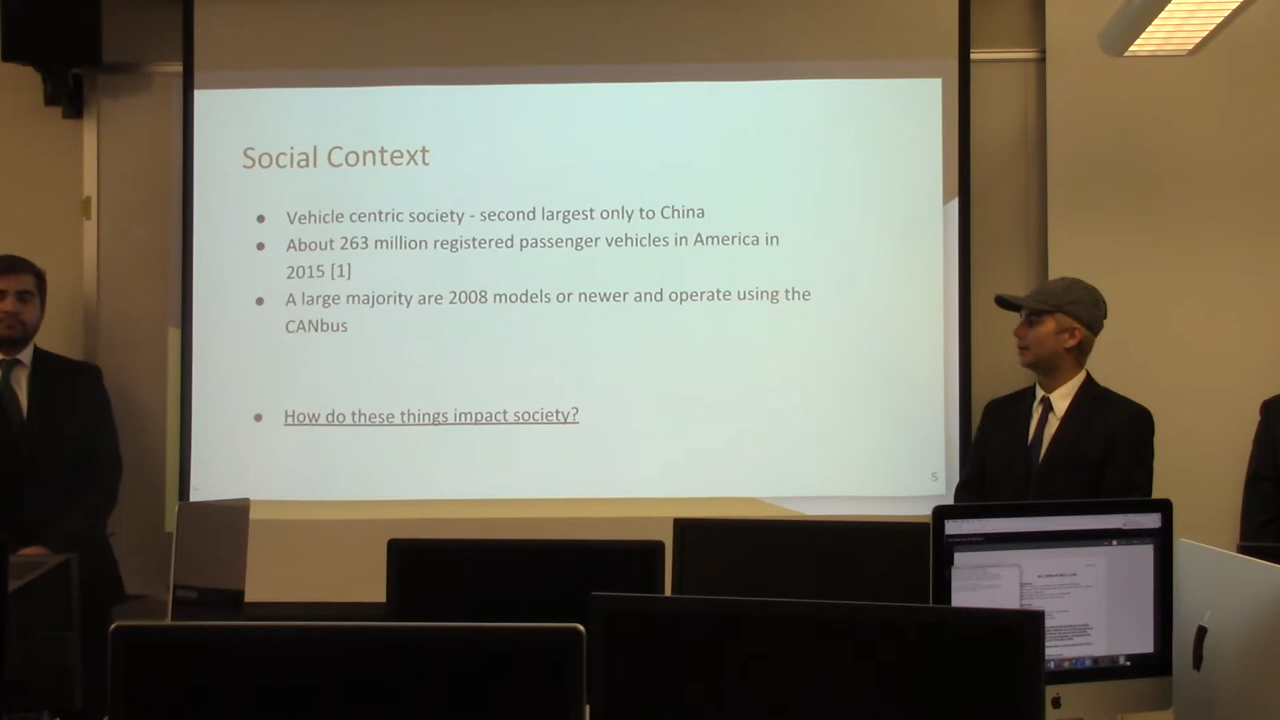 Social Context
● Vehicle centric society - second largest only to China
● About 263 million registered passenger vehicles in America in
2015 [1]
● A large majority are 2008 models or newer and operate using the
CANbus
● How do these things impact society?
5